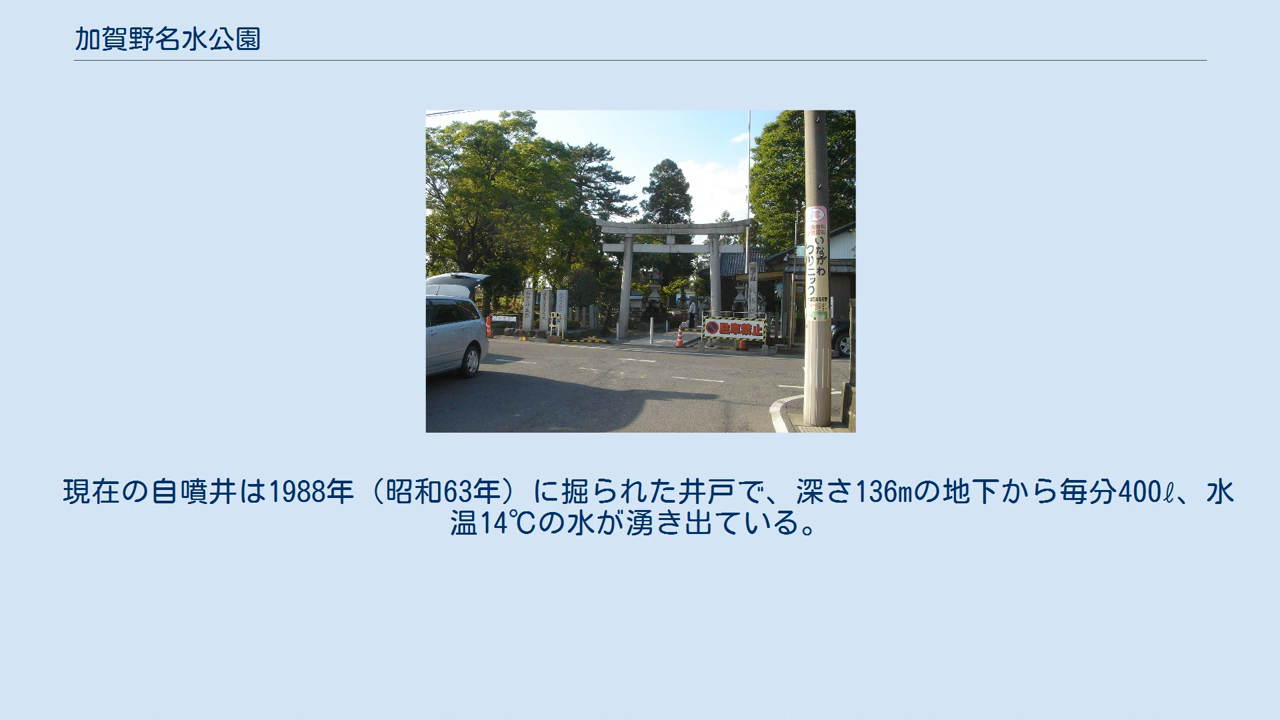 加賀野名水公園
いながわ
クリニック
駐車禁止
現在の自噴井は1988年（昭和63年）に掘られた井戸で、深さ136mの地下から毎分400ℓ、水
温14℃の水が湧き出ている。